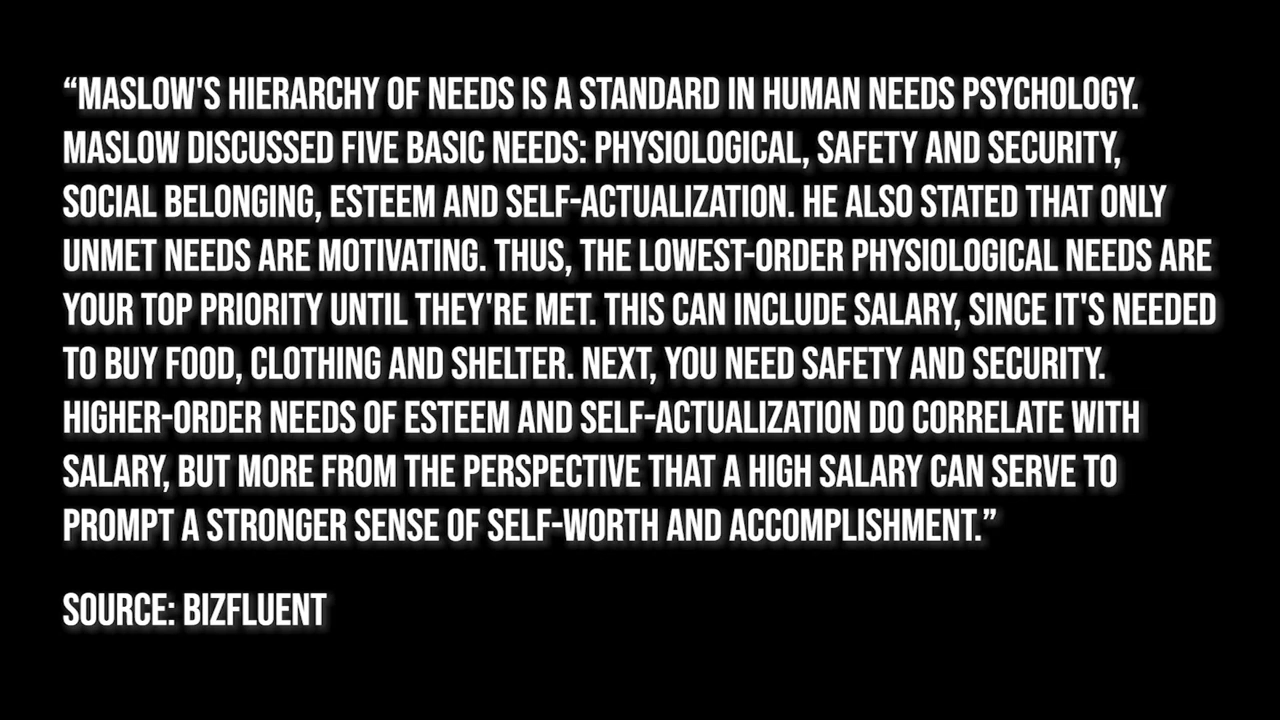 “MASLOW'S HIERARCHY OF NEEDS IS A STANDARD IN HUMAN NEEDS PSYCHOLOGY.
MASLOW DISCUSSED FIVE BASIC NEEDS: PHYSIOLOGICAL, SAFETY AND SECURITY,
SOCIAL BELONGING, ESTEEM AND SELF-ACTUALIZATION. HE ALSO STATED THAT ONLY
UNMET NEEDS ARE MOTIVATING. THUS, THE LOWEST-ORDER PHYSIOLOGICAL NEEDS ARE
YOUR TOP PRIORITY UNTIL THEY'RE MET. THIS CAN INCLUDE SALARY, SINCE IT'S NEEDED
TO BUY FOOD, CLOTHING AND SHELTER. NEXT, YOU NEED SAFETY AND SECURITY.
HIGHER-ORDER NEEDS OF ESTEEM AND SELF-ACTUALIZATION DO CORRELATE WITH
SALARY, BUT MORE FROM THE PERSPECTIVE THAT A HIGH SALARY CAN SERVE TO
PROMPT A STRONGER SENSE OF SELF-WORTH AND ACCOMPLISHMENT.”
SOURCE: BIZFLUENT